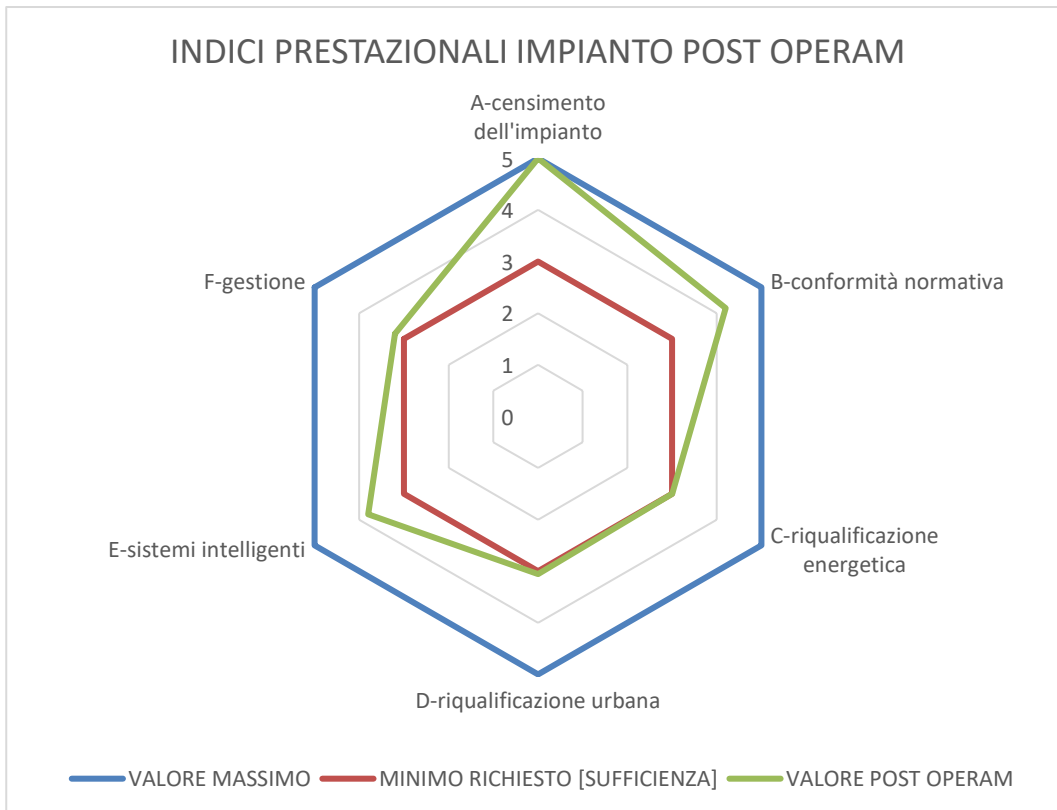 INDICI PRESTAZIONALI IMPIANTO POST OPERAM
A-censimento
dell'impianto
5
4
3
2
1
0
B-conformità normativa
C-riqualificazione
energetica
D-riqualificazione urbana
E-sistemi intelligenti
F-gestione
VALORE MASSIMO
MINIMO RICHIESTO [SUFFICIENZA]
VALORE POST OPERAM